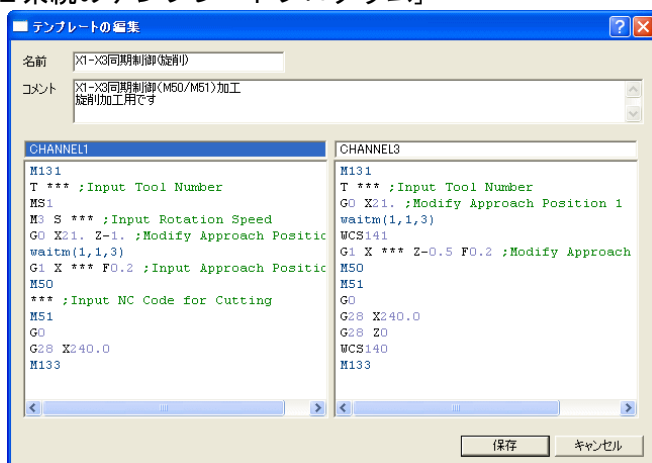 テンプレートの編集
名前 X1-X3同期制御(旋削)
コメント X1-X3同期制御(M50/M51)加工
旋削加工用です
CHANNEL1
M131
T *** ;Input Tool Number
MS1
M3 S *** ;Input Rotation Speed
G0 X21. Z-1. ;Modify Approach Positic
waitm(1,1,3)
G1 X *** F0.2 ;Input Approach Positic
M50
*** ;Input NC Code for Cutting
M51
G0
G28 X240.0
M133
CHANNEL3
M131
T *** ;Input Tool Number
G0 X21. ;Modify Approach Position 1
waitm(1,1,3)
WCS141
G1 X *** Z-0.5 F0.2 ;Modify Approach
M50
M51
G0
G28 X240.0
G28 Z0
WCS140
M133
保存 キャンセル